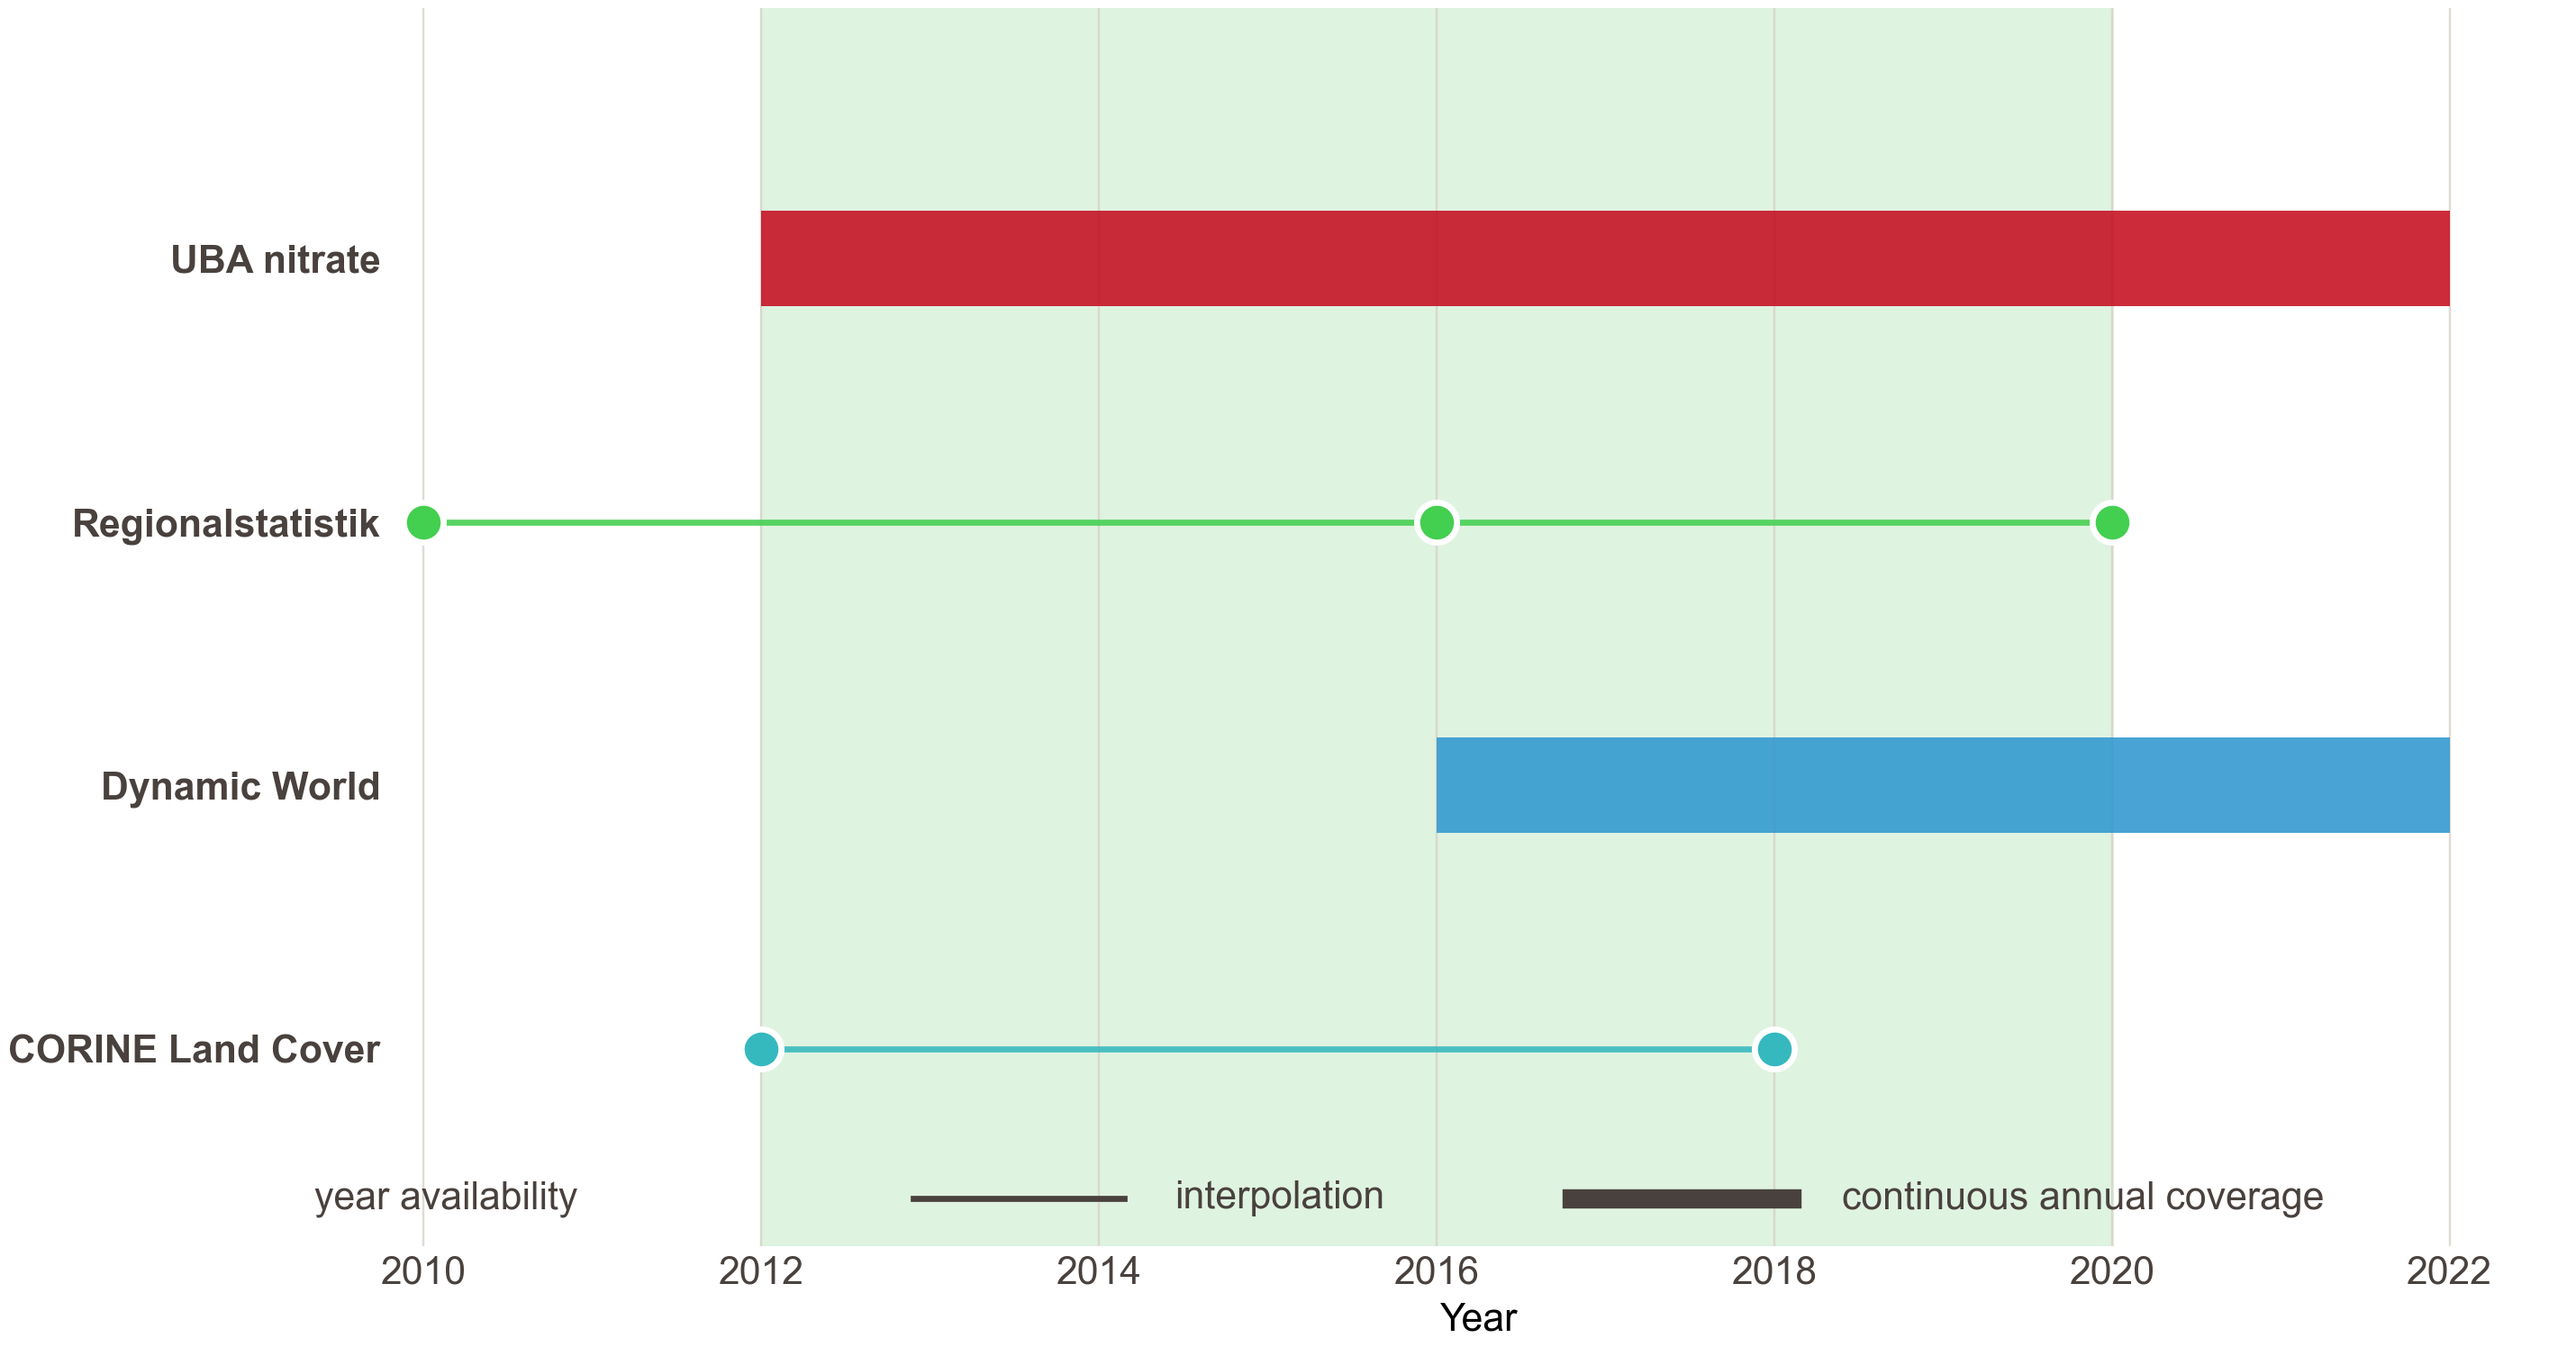 UBA nitrate
Regionalstatistik
Dynamic World
CORINE Land Cover
year availability
interpolation
continuous annual coverage
2010 2012 2014 2016 2018 2020 2022
Year